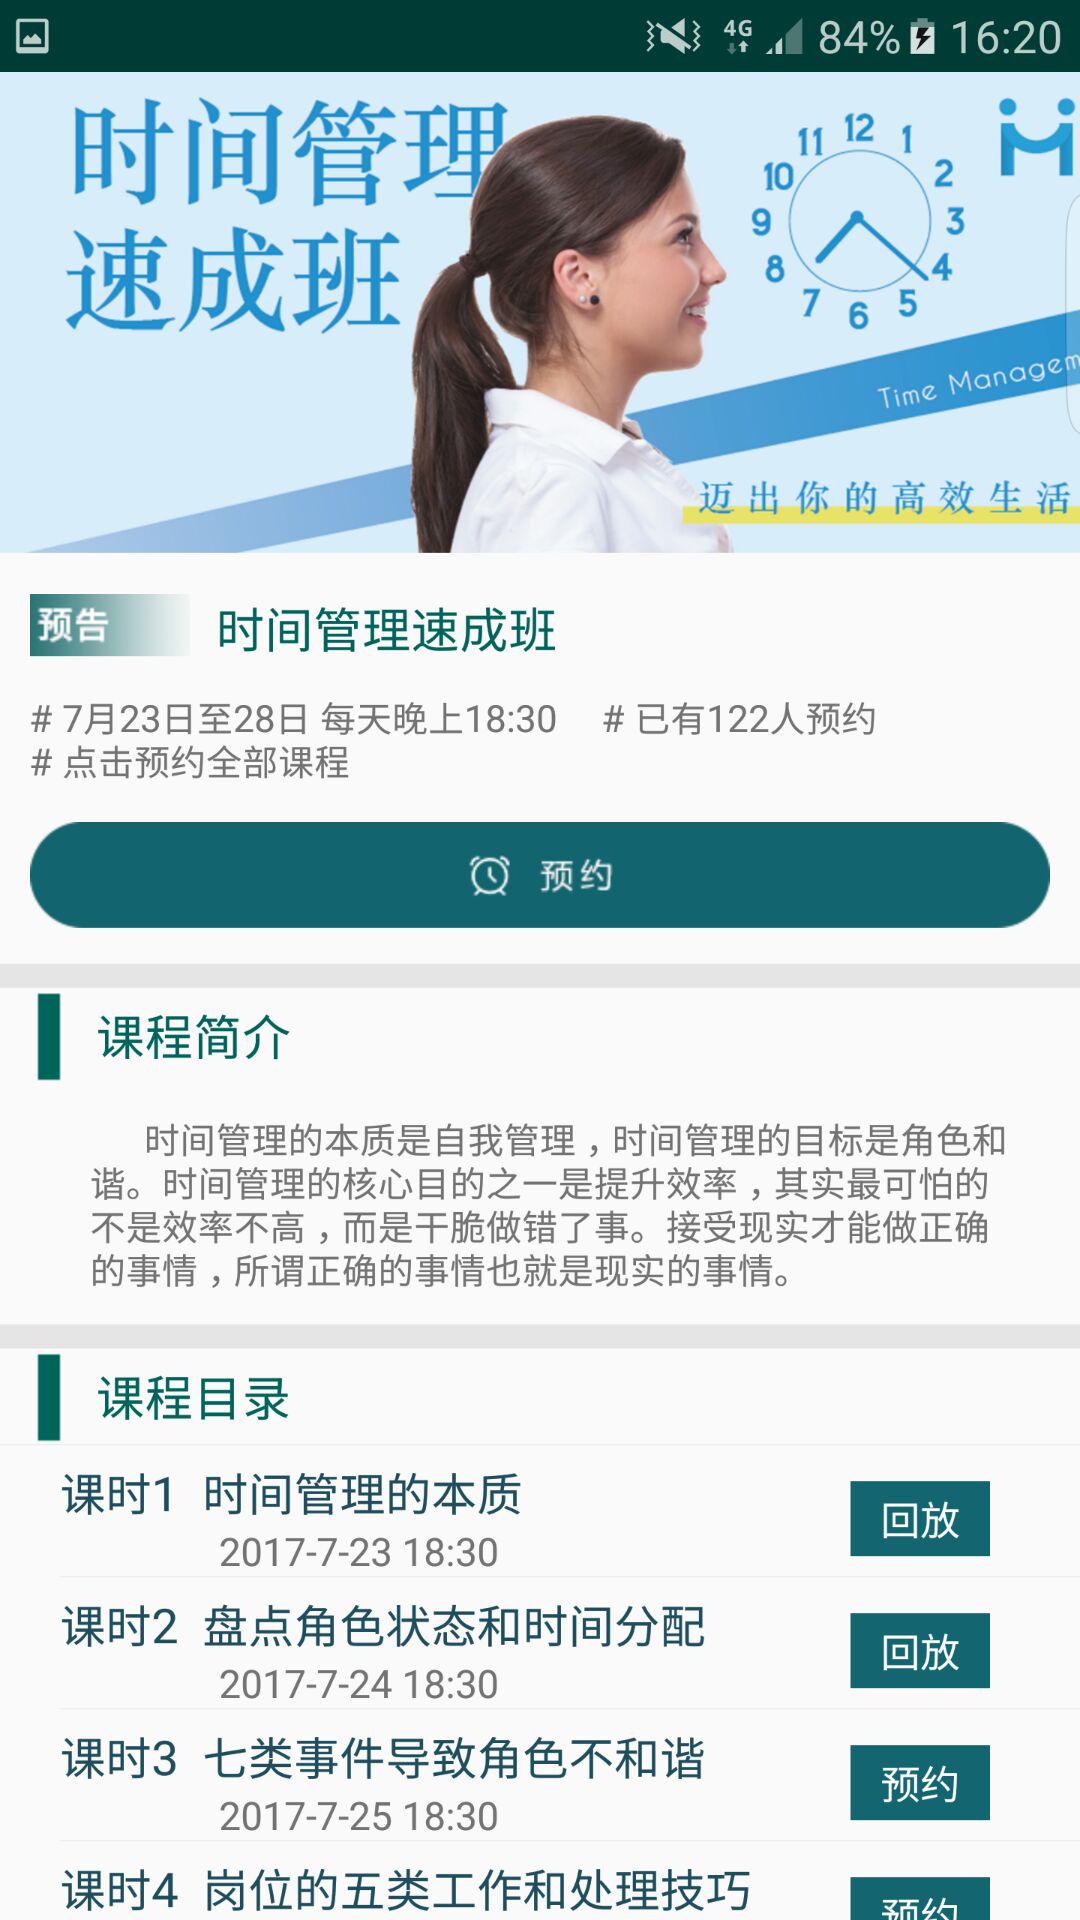 4G 84% 16:20
时间管理
速成班
12
11 1
10 2
9 3
8 4
7 5
6
Time Managem
迈出你的高效生活
预告 时间管理速成班
# 7月23日至28日 每天晚上18:30 # 已有122人预约
# 点击预约全部课程
预约
课程简介
时间管理的本质是自我管理，时间管理的目标是角色和
谐。时间管理的核心目的之一是提升效率，其实最可怕的
不是效率不高，而是干脆做错了事。接受现实才能做正确
的事情，所谓正确的事情也就是现实的事情。
课程目录
课时1 时间管理的本质
回放
2017-7-23 18:30
课时2 盘点角色状态和时间分配
回放
2017-7-24 18:30
课时3 七类事件导致角色不和谐
预约
2017-7-25 18:30
课时4 岗位的五类工作和处理技巧
预约